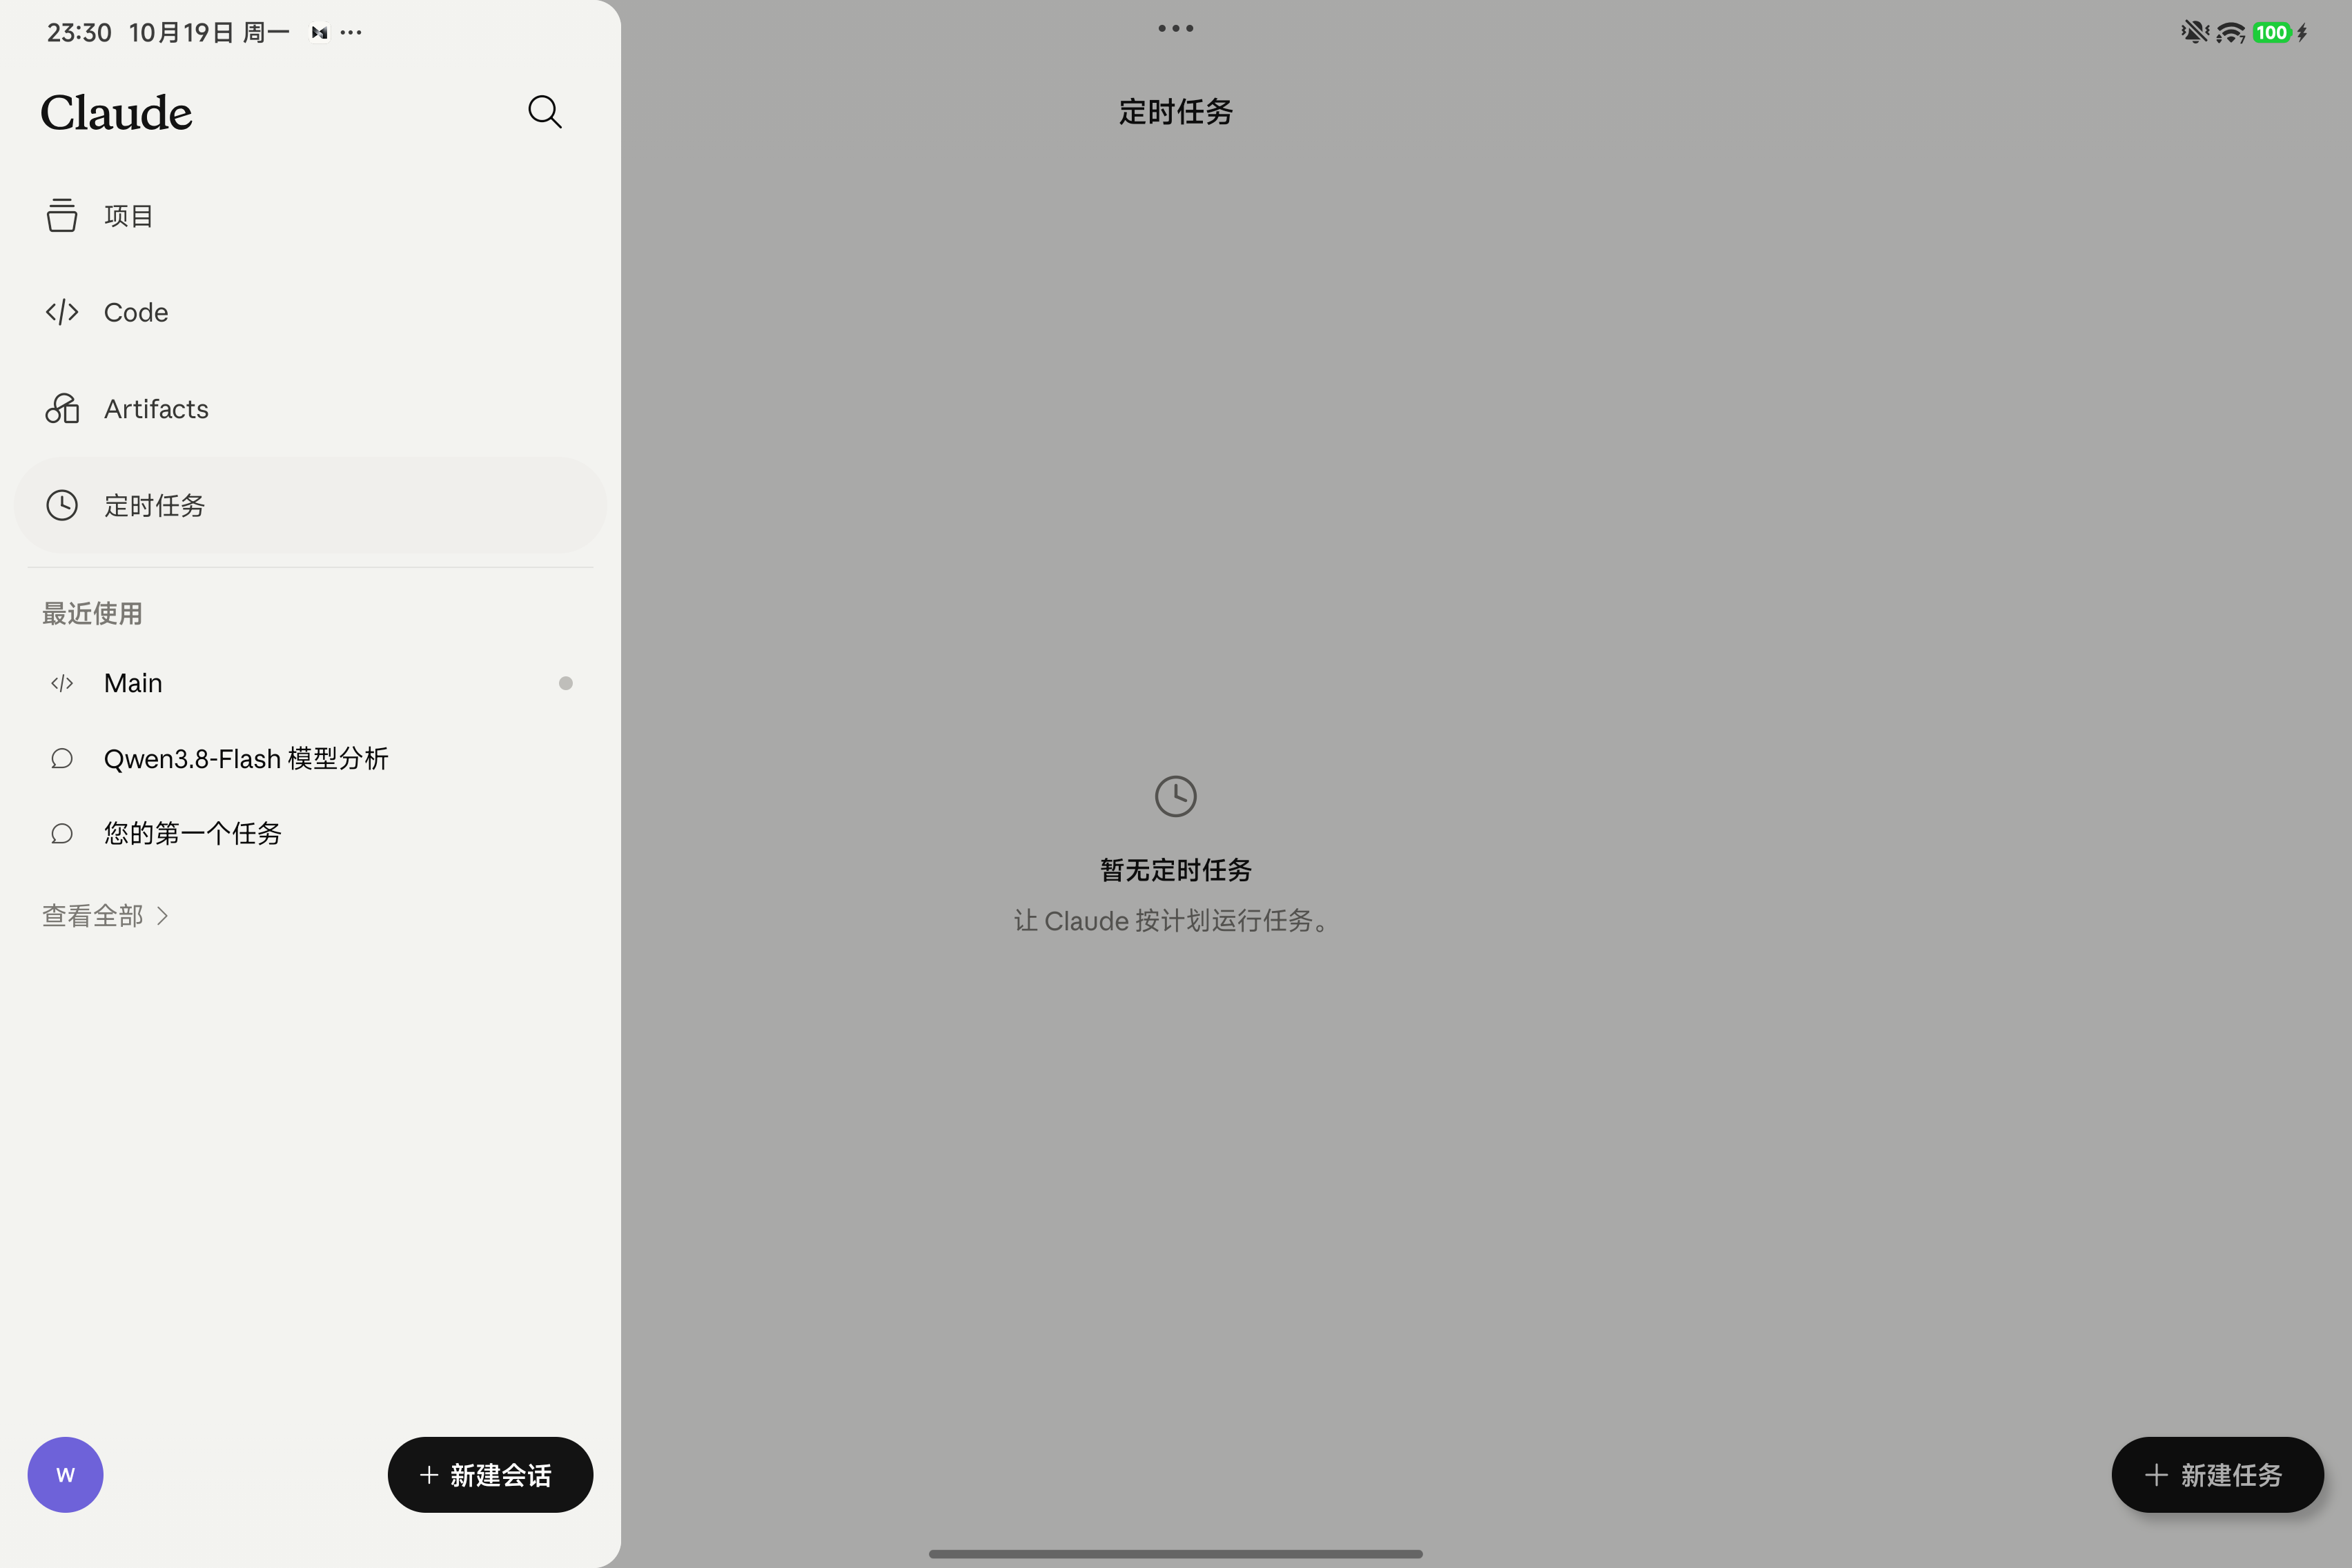 23:30 10月19日 周一
100
Claude
定时任务
项目
Code
Artifacts
定时任务
最近使用
Main
Qwen3.8-Flash 模型分析
您的第一个任务
查看全部
暂无定时任务
让 Claude 按计划运行任务。
W
新建会话
新建任务